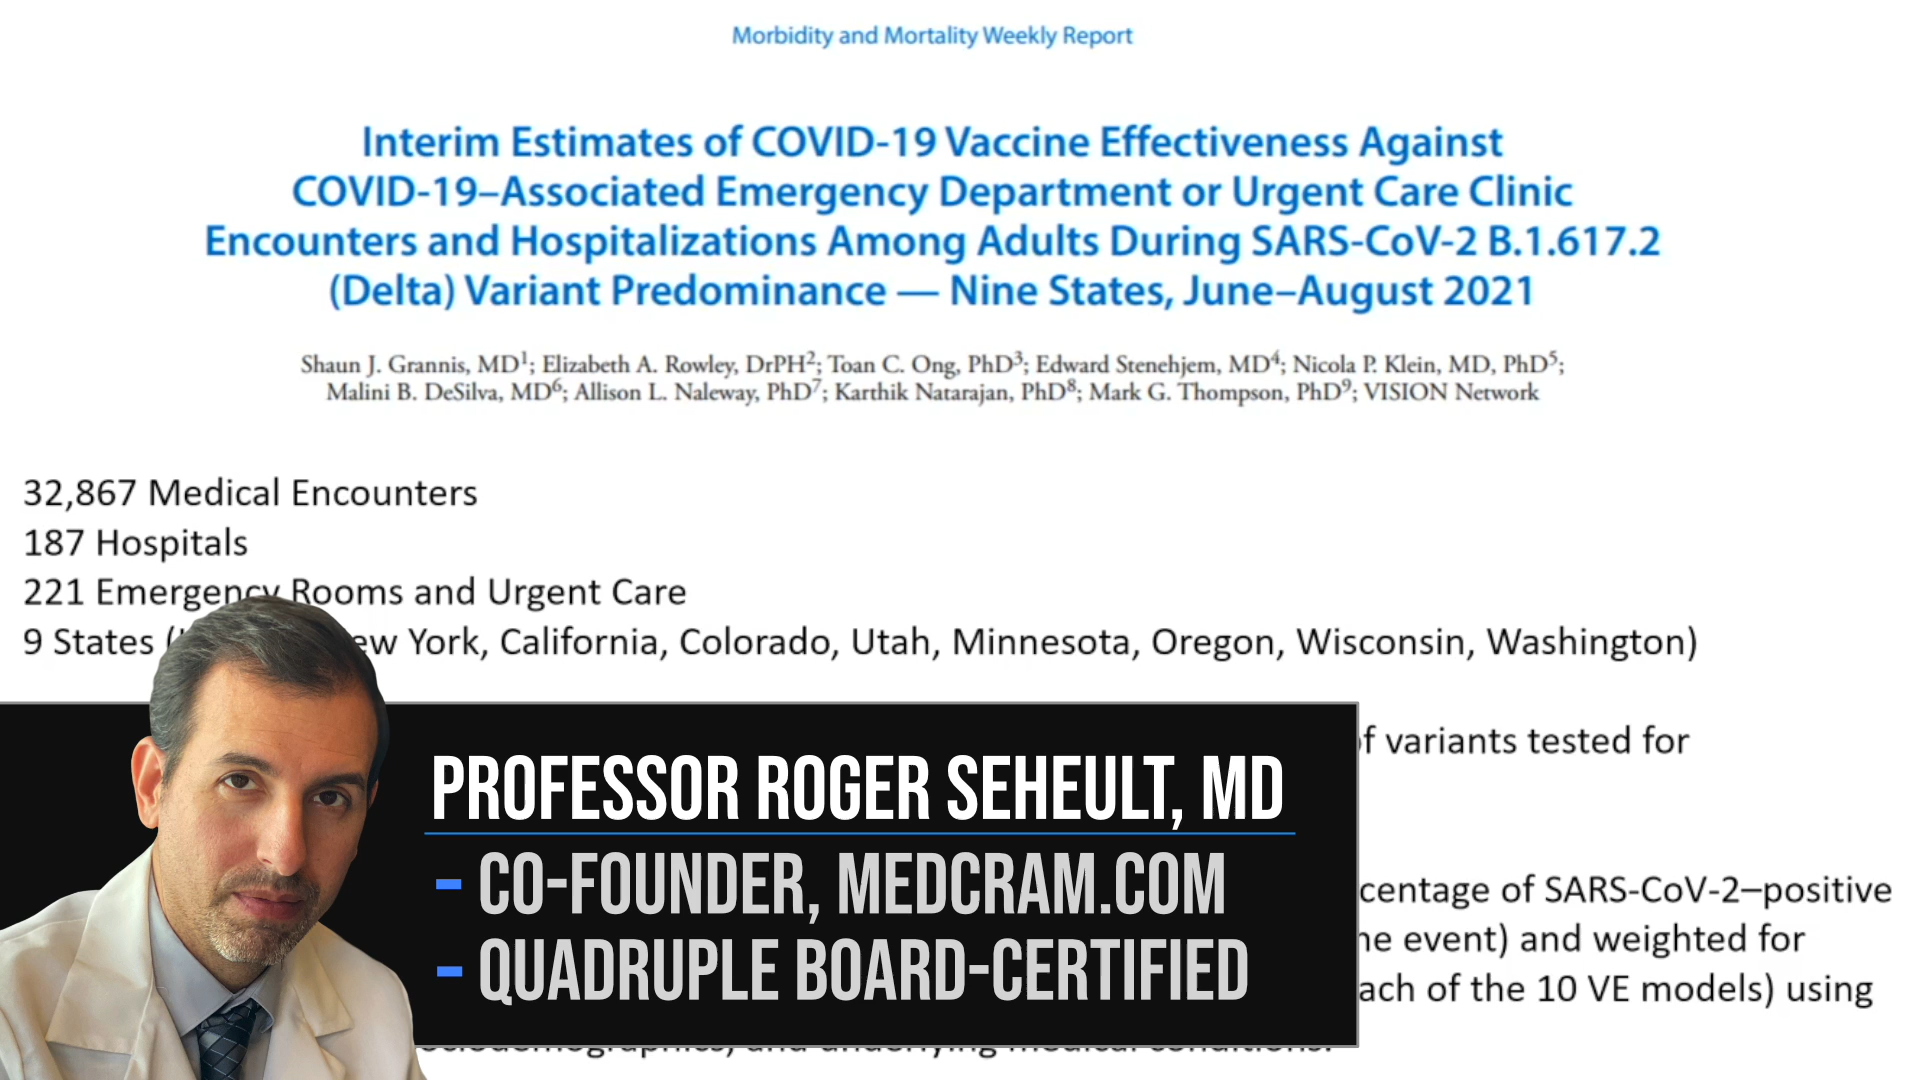 Morbidity and Mortality Weekly Report
Interim Estimates of COVID-19 Vaccine Effectiveness Against
COVID-19–Associated Emergency Department or Urgent Care Clinic
Encounters and Hospitalizations Among Adults During SARS-CoV-2 B.1.617.2
(Delta) Variant Predominance — Nine States, June–August 2021
Shaun J. Grannis, MD1; Elizabeth A. Rowley, DrPH2; Toan C. Ong, PhD3; Edward Stenehjem, MD4; Nicola P. Klein, MD, PhD5;
Malini B. DeSilva, MD6; Allison L. Naleway, PhD7; Karthik Natarajan, PhD8; Mark G. Thompson, PhD9; VISION Network
32,867 Medical Encounters
187 Hospitals
221 Emergency Rooms and Urgent Care
9 States ( York, California, Colorado, Utah, Minnesota, Oregon, Wisconsin, Washington)
variants tested for
PROFESSOR ROGER SEHEULT, MD
- CO-FOUNDER, MEDCRAM.COM
- QUADRUPLE BOARD-CERTIFIED
of SARS-CoV-2–positive
event) and weighted for
of the 10 VE models) using